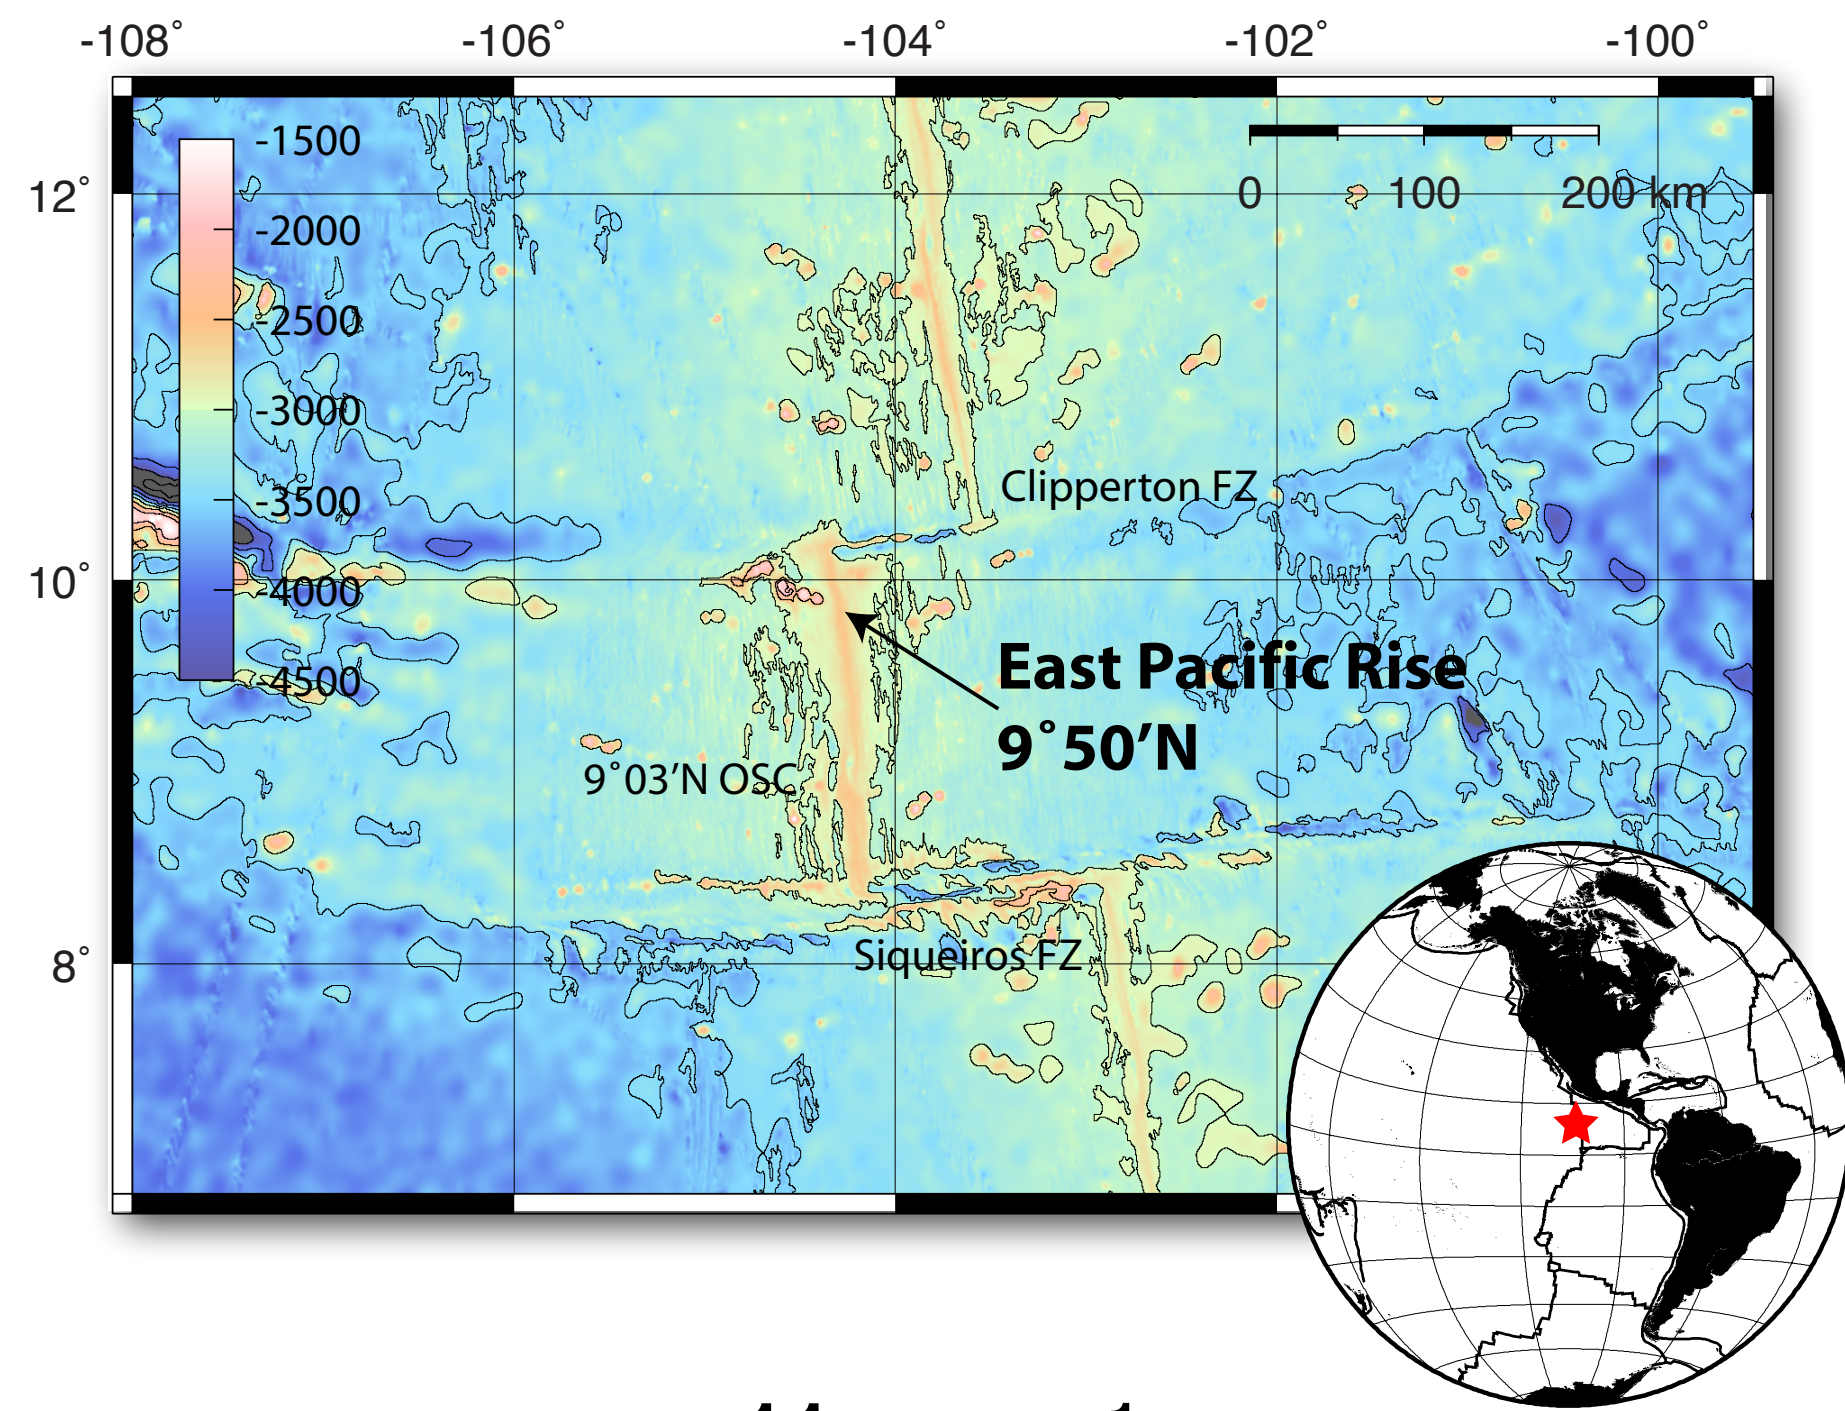 -108° -106° -104° -102° -100°
-1500
0 100 200 km
12°
-2000
-2500
-3000
Clipperton FZ
-3500
10°
-4000
East Pacific Rise
-4500
9°50’N
9°03’N OSC
8°
Siqueiros FZ